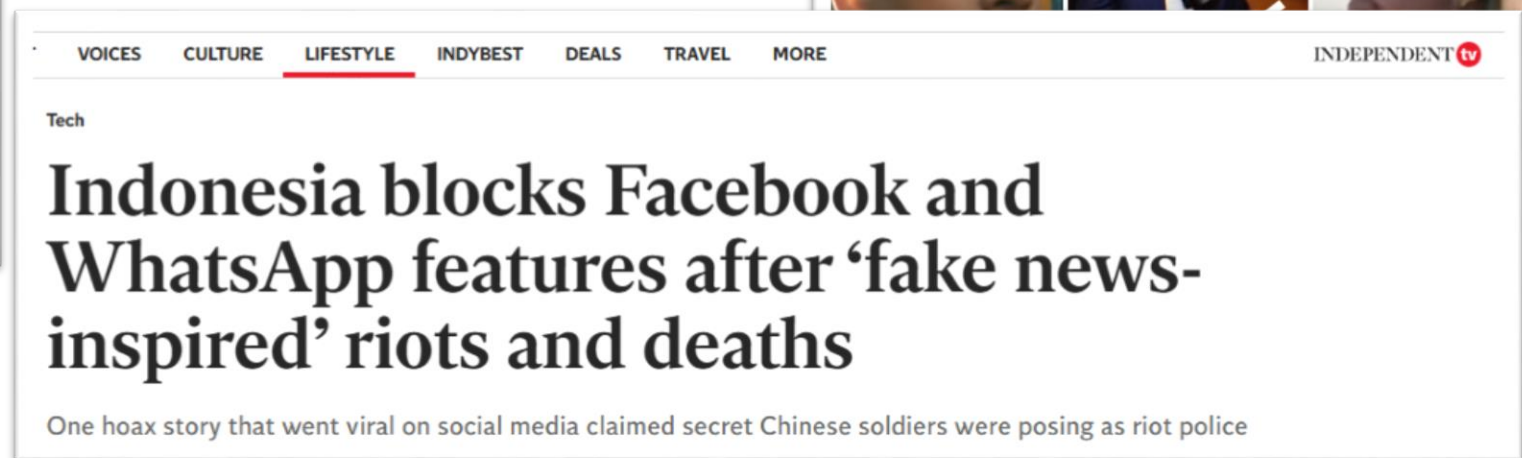 VOICES CULTURE LIFESTYLE INDYBEST DEALS TRAVEL MORE INDEPENDENT tv
Tech
Indonesia blocks Facebook and
WhatsApp features after ‘fake news-
inspired’ riots and deaths
One hoax story that went viral on social media claimed secret Chinese soldiers were posing as riot police